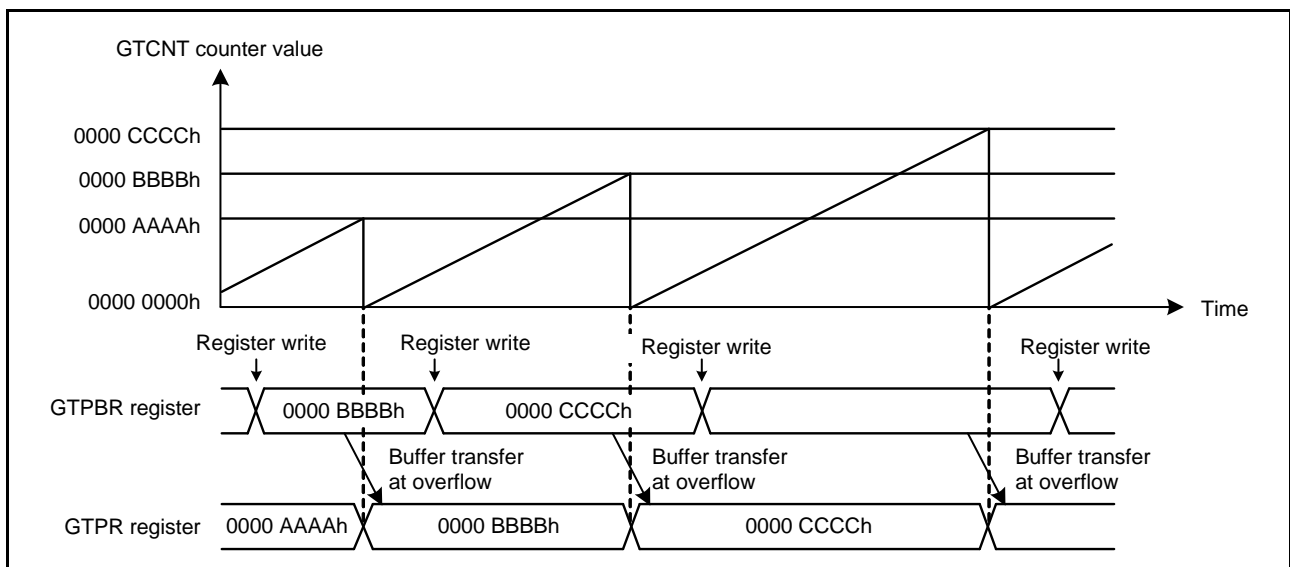 GTCNT counter value
0000 CCCCh
0000 BBBBh
0000 AAAAh
0000 0000h
Time
Register write
Register write
Register write
Register write
GTPBR register
0000 BBBBh
0000 CCCCh
Buffer transfer
at overflow
Buffer transfer
at overflow
Buffer transfer
at overflow
GTPR register
0000 AAAAh
0000 BBBBh
0000 CCCCh